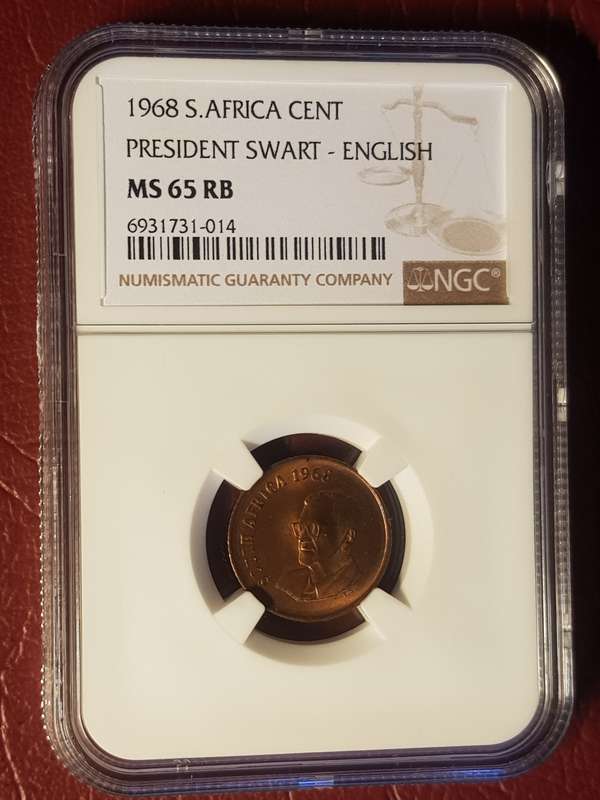 1968 S.AFRICA CENT
PRESIDENT SWART - ENGLISH
MS 65 RB
6931731-014
NUMISMATIC GUARANTY COMPANY NGC®
SOUTH AFRICA 1968